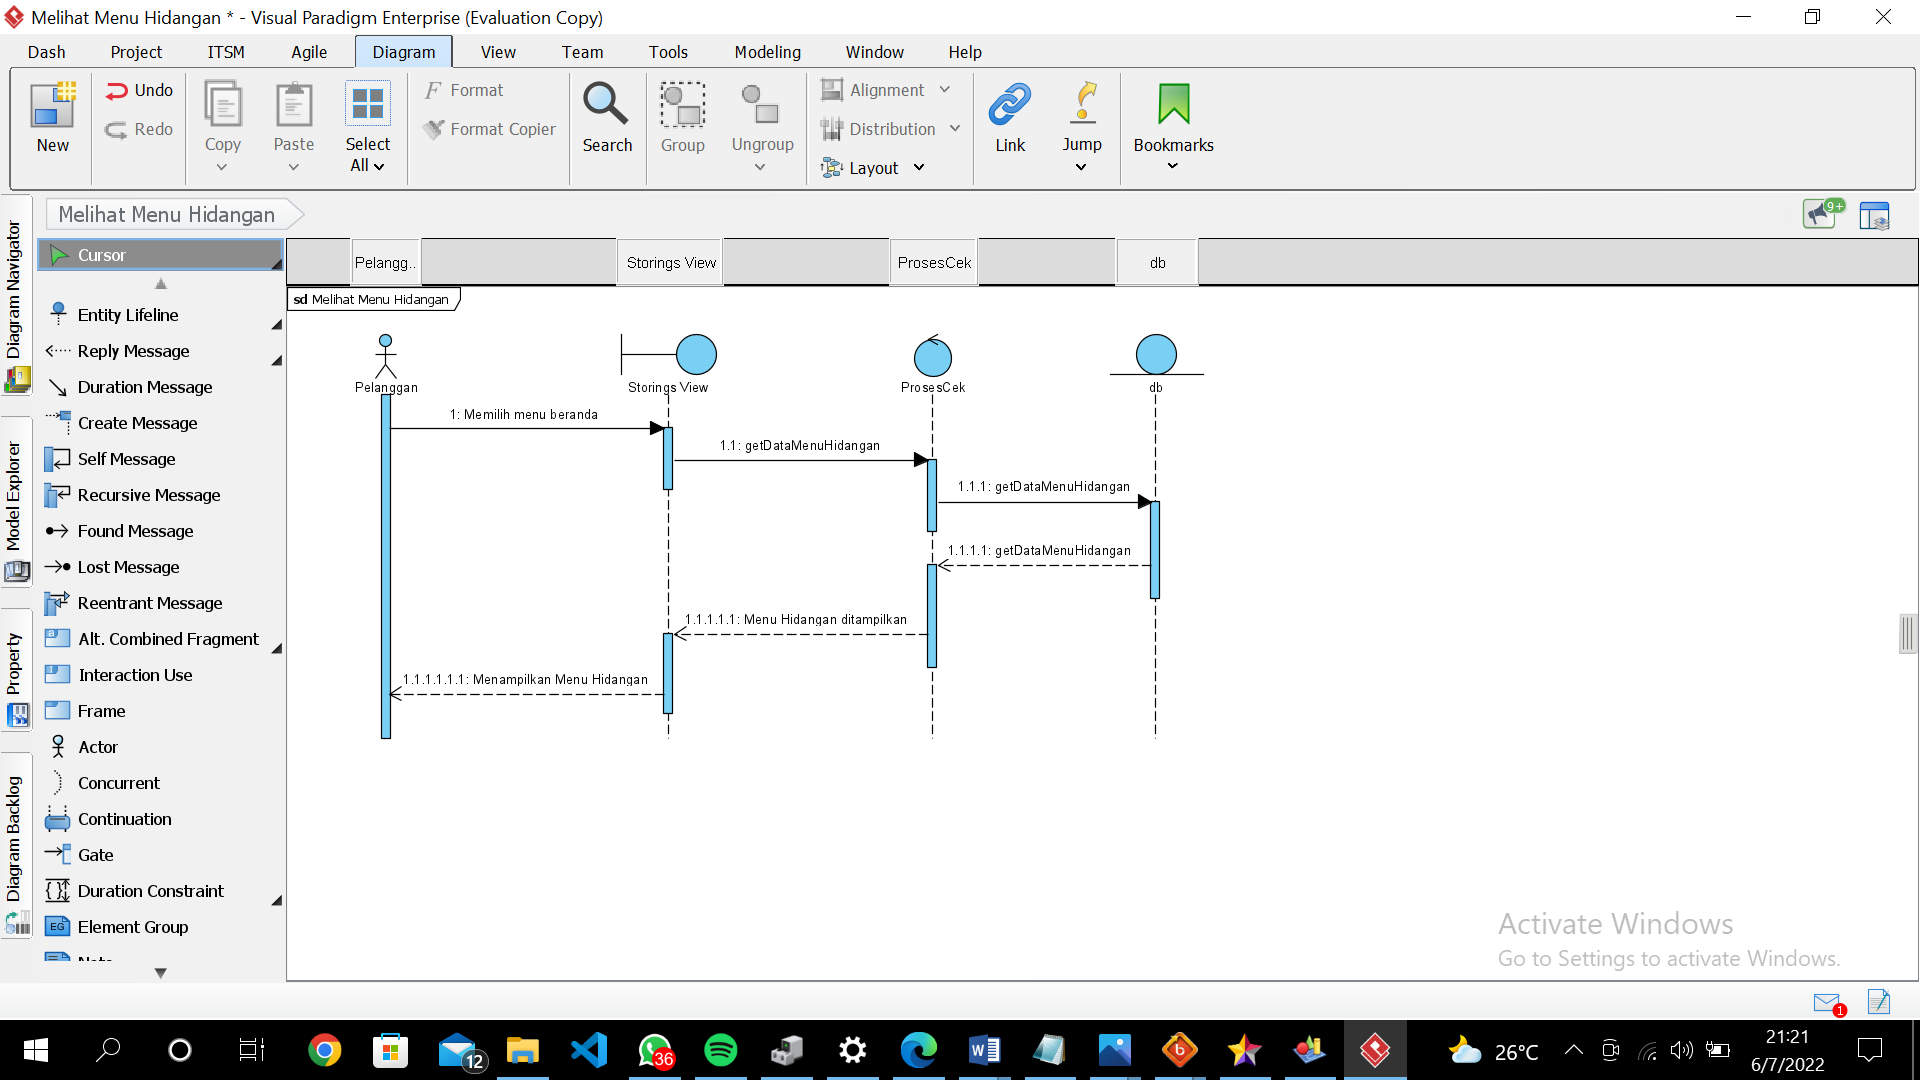 Melihat Menu Hidangan * - Visual Paradigm Enterprise (Evaluation Copy)
Dash Project ITSM Agile Diagram View Team Tools Modeling Window Help
New
Undo
Redo
Copy
Paste
Select
All
Format
Format Copier
Search
Group
Ungroup
Alignment
Distribution
Layout
Link
Jump
Bookmarks
Melihat Menu Hidangan
9+
Diagram Navigator
Model Explorer
Property
Diagram Backlog
Cursor
Entity Lifeline
Reply Message
Duration Message
Create Message
Self Message
Recursive Message
Found Message
Lost Message
Reentrant Message
Alt. Combined Fragment
Interaction Use
Frame
Actor
Concurrent
Continuation
Gate
Duration Constraint
EG Element Group
Pelangg.. Storings View ProsesCek db
sd Melihat Menu Hidangan
Pelanggan Storings View ProsesCek db
1: Memilih menu beranda
1.1: getDataMenuHidangan
1.1.1: getDataMenuHidangan
1.1.1.1: getDataMenuHidangan
1.1.1.1.1: Menu Hidangan ditampilkan
1.1.1.1.1.1: Menampilkan Menu Hidangan
Activate Windows
Go to Settings to activate Windows.
1
12
36
26°C
21:21
6/7/2022